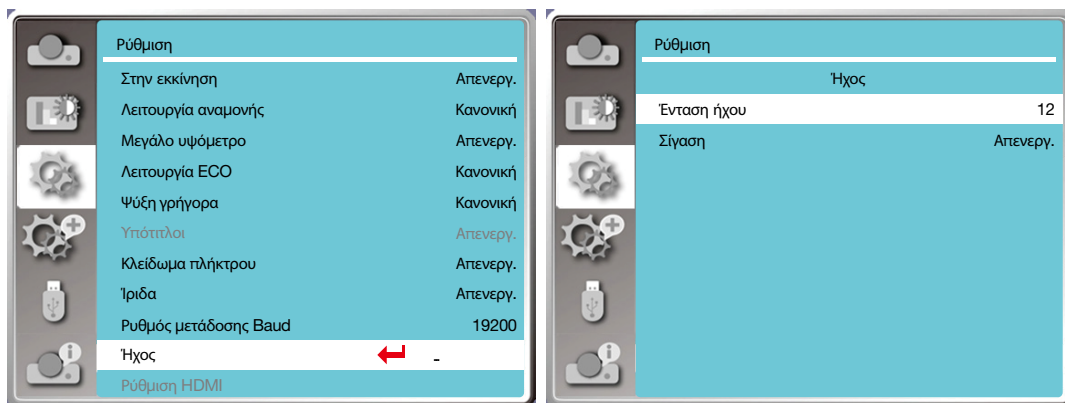 Ρύθμιση
Στην εκκίνηση Απενεργ.
Λειτουργία αναμονής Κανονική
Μεγάλο υψόμετρο Απενεργ.
Λειτουργία ECO Κανονική
Ψύξη γρήγορα Κανονική
Υπότιτλοι Απενεργ.
Κλείδωμα πλήκτρου Απενεργ.
Ίριδα Απενεργ.
Ρυθμός μετάδοσης Baud 19200
Ήχος -
Ρύθμιση HDMI
Ρύθμιση
Ήχος
Ένταση ήχου 12
Σίγαση Απενεργ.